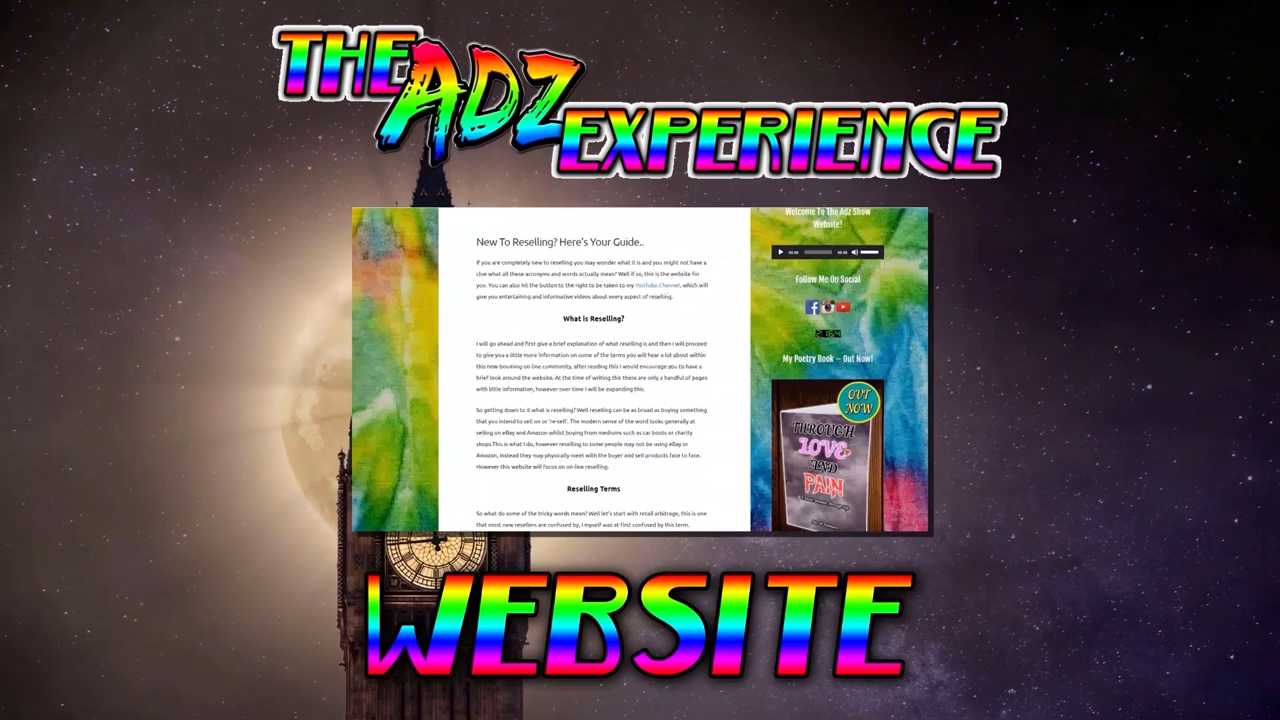 THE ADZ EXPERIENCE
New To Reselling? Here's Your Guide..
If you are completely new to reselling you may wonder what it is and you might not have a
clue what all these acronyms and words actually mean? Well if so, this is the website for
you. You can also hit the button to the right to be taken to my YouTube Channel, which will
give you entertaining and informative videos about every aspect of reselling.
What is Reselling?
I will go ahead and first give a brief explanation of what reselling is and then I will proceed
to give you a little more information on some of the terms you will hear a lot about within
this now booming on-line community, after reading this I would encourage you to have a
brief look around the website. At the time of writing this there are only a handful of pages
with little information, however over time I will be expanding this.
So getting down to it what is reselling? Well reselling can be as broad as buying something
that you intend to sell on or 're-sell'. The modern sense of the word looks generally at
selling on eBay and Amazon whilst buying from mediums such as car boots or charity
shops.This is what I do, however reselling to some people may not be using eBay or
Amazon, instead they may physically meet with the buyer and sell products face to face.
However this website will focus on on-line reselling.
Reselling Terms
So what do some of the tricky words mean? Well let's start with retail arbitrage, this is one
that most new resellers are confused by, I myself was at first confused by this term.
Welcome To The Adz Show
Website!
00:00 00:00
Follow Me On Social
My Poetry Book – Out Now!
OUT
NOW
THROUGH
LOVE
AND
PAIN
WEBSITE